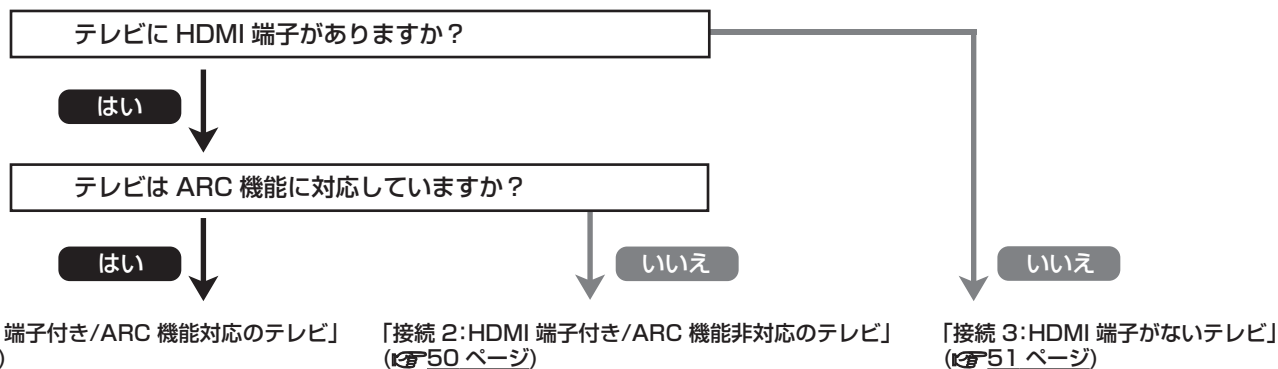 テレビに HDMI 端子がありますか？
はい
テレビは ARC 機能に対応していますか？
はい
いいえ
いいえ
端子付き/ARC 機能対応のテレビ」
)
「接続 2：HDMI 端子付き/ARC 機能非対応のテレビ」
(☞50 ページ)
「接続 3：HDMI 端子がないテレビ」
(☞51 ページ)